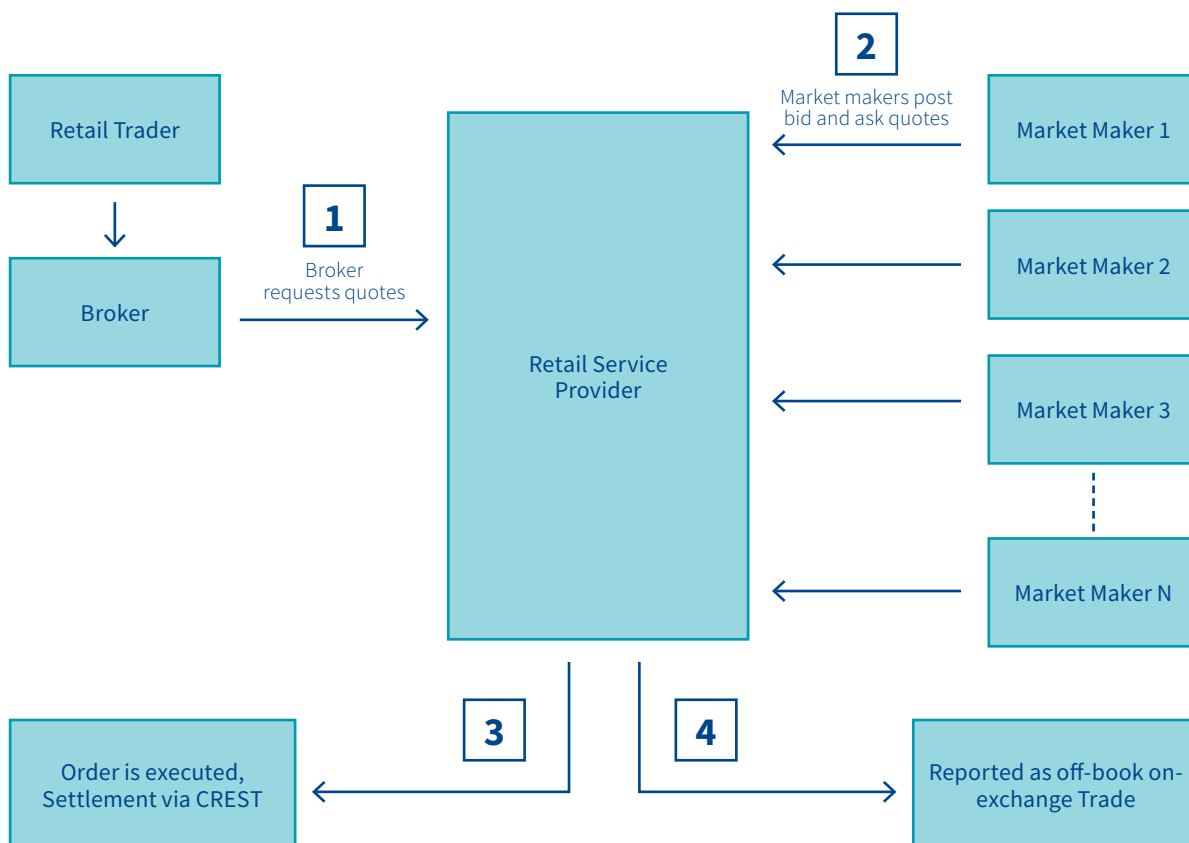 2
Market makers post
bid and ask quotes
Retail Trader
Market Maker 1
1
Broker
requests quotes
Market Maker 2
Broker
Retail Service
Provider
Market Maker 3
Market Maker N
3
4
Order is executed,
Settlement via CREST
Reported as off-book on-
exchange Trade